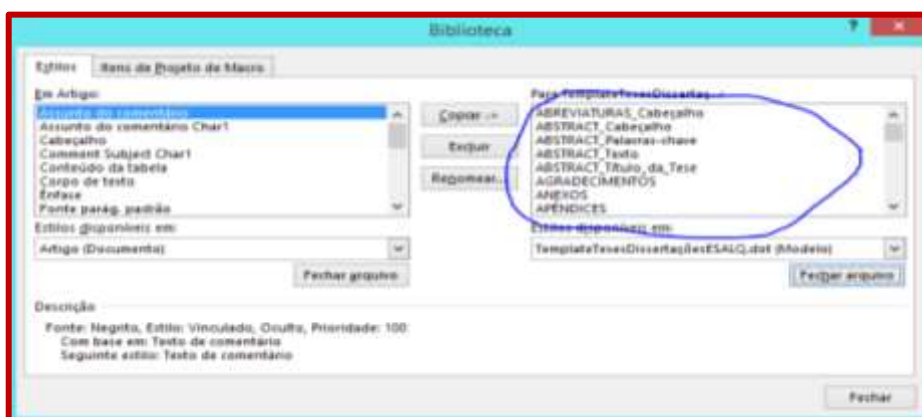 Biblioteca
?
Estilos
Itens de Projeto de Macro
Em Artigo:
Assunto do comentário
Assunto do comentário Char1
Cabeçalho
Comment Subject Char1
Conteúdo da tabela
Corpo de texto
Ênfase
Fonte parág. padrão
Estilos disponíveis em:
Artigo (Documento)
Fechar arquivo
Copiar ->
Excluir
Renomear...
Para TemplateTesesDissertaç...:
ABREVIATURAS_Cabeçalho
ABSTRACT_Cabeçalho
ABSTRACT_Palavras-chave
ABSTRACT_Texto
ABSTRACT_Título_da_Tese
AGRADECIMENTOS
ANEXOS
APÊNDICES
Estilos disponíveis em:
TemplateTesesDissertaçõesESALQ.dot (Modelo)
Fechar arquivo
Descrição
Fonte: Negrito, Estilo: Vinculado, Oculto, Prioridade: 100
Com base em: Texto de comentário
Seguinte estilo: Texto de comentário
Fechar